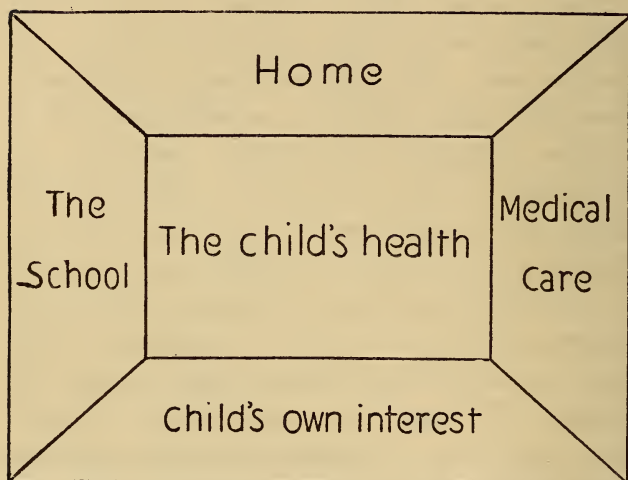 Home
The
School
The child's health
Medical
Care
Child's own interest